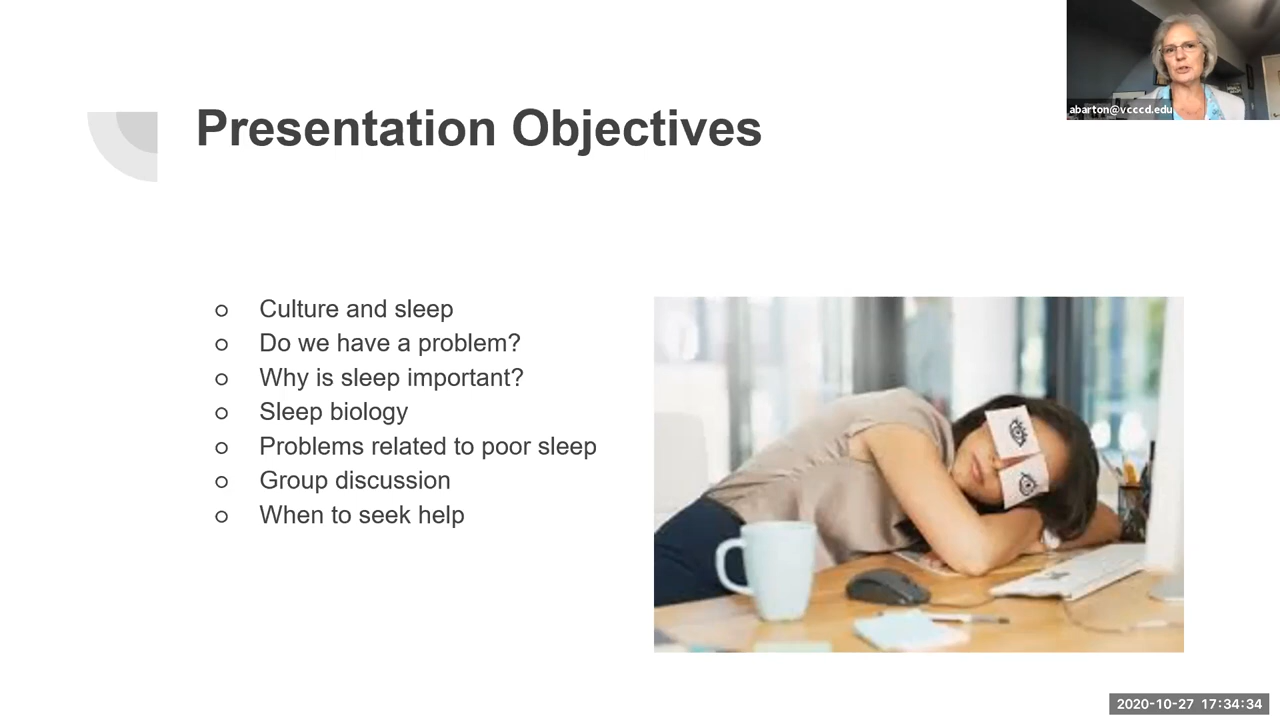 abarton@vcccd.edu
Presentation Objectives
Culture and sleep
Do we have a problem?
Why is sleep important?
Sleep biology
Problems related to poor sleep
Group discussion
When to seek help
2020-10-27 17:34:34